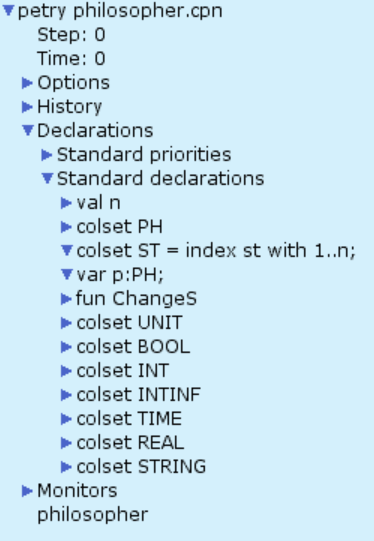 petry philosopher.cpn
Step: 0
Time: 0
Options
History
Declarations
Standard priorities
Standard declarations
val n
colset PH
colset ST = index st with 1..n;
var p:PH;
fun ChangeS
colset UNIT
colset BOOL
colset INT
colset INTINF
colset TIME
colset REAL
colset STRING
Monitors
philosopher